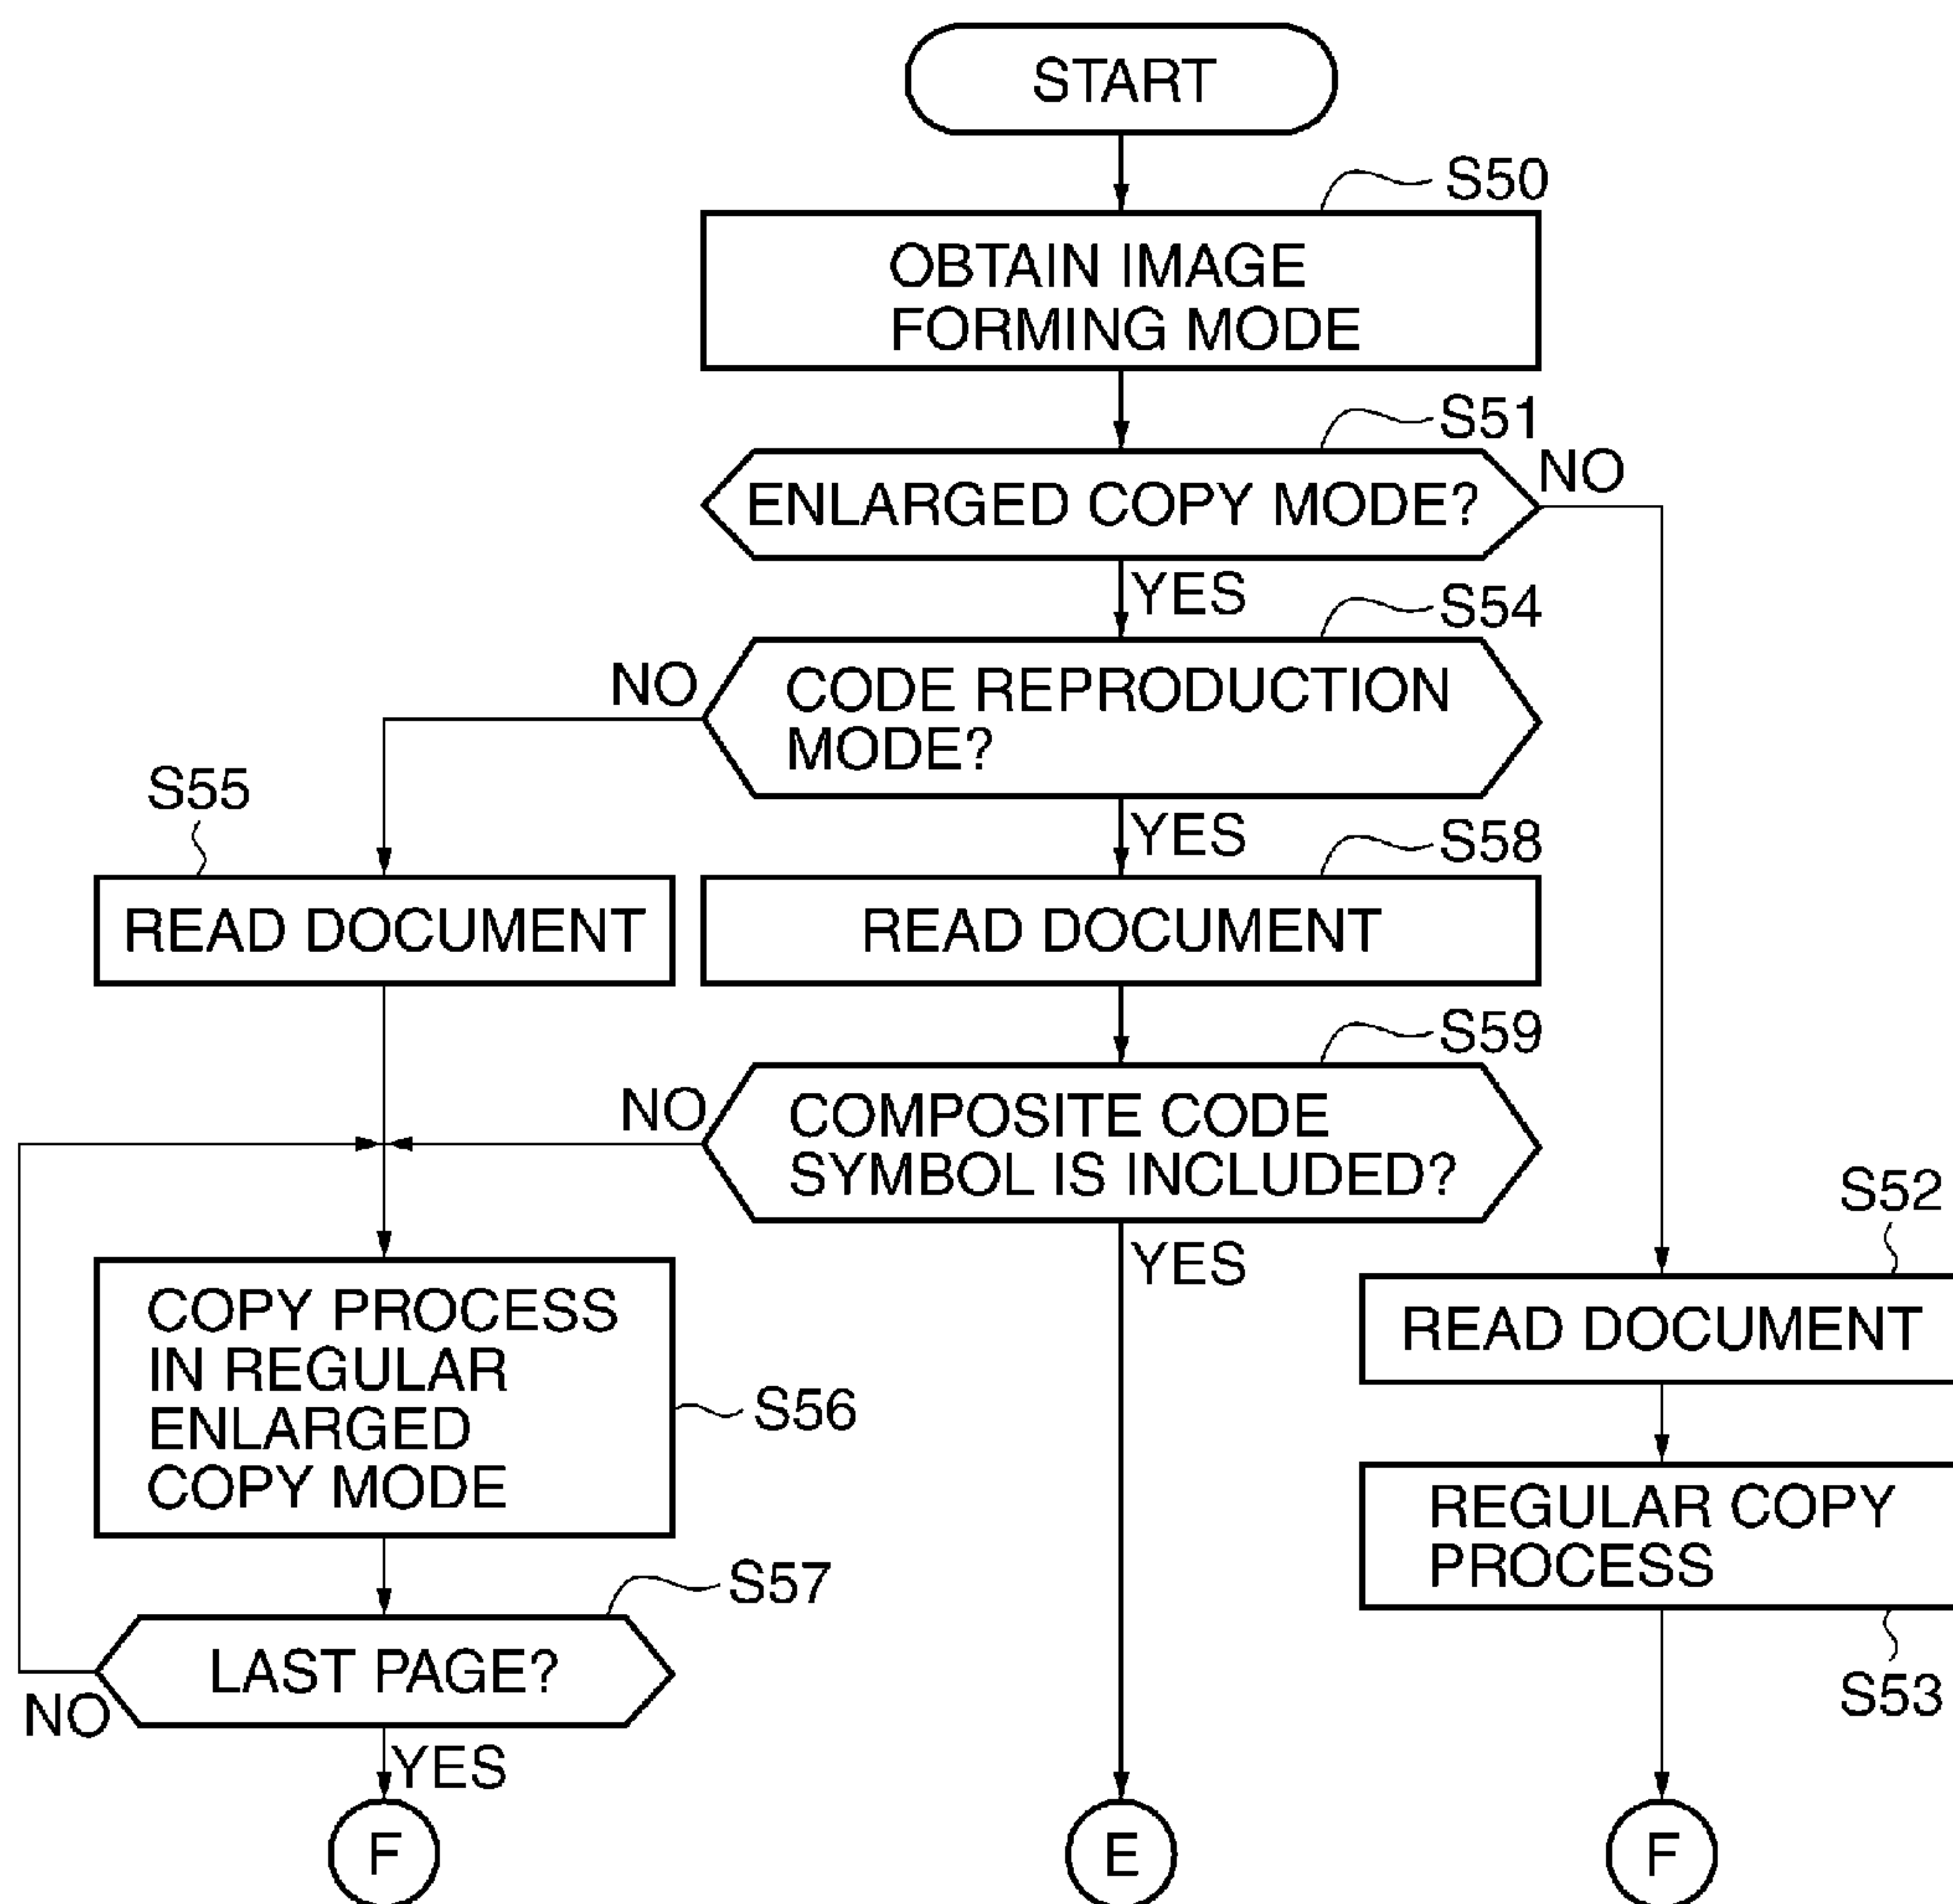 START
S50
OBTAIN IMAGE
FORMING MODE
S51
ENLARGED COPY MODE?
NO
YES
S54
NO
CODE REPRODUCTION
MODE?
S55
YES
S58
READ DOCUMENT
READ DOCUMENT
S59
NO
COMPOSITE CODE
SYMBOL IS INCLUDED?
YES
S52
READ DOCUMENT
COPY PROCESS
IN REGULAR
ENLARGED
COPY MODE
S56
REGULAR COPY
PROCESS
S53
S57
LAST PAGE?
NO
YES
F
E
F